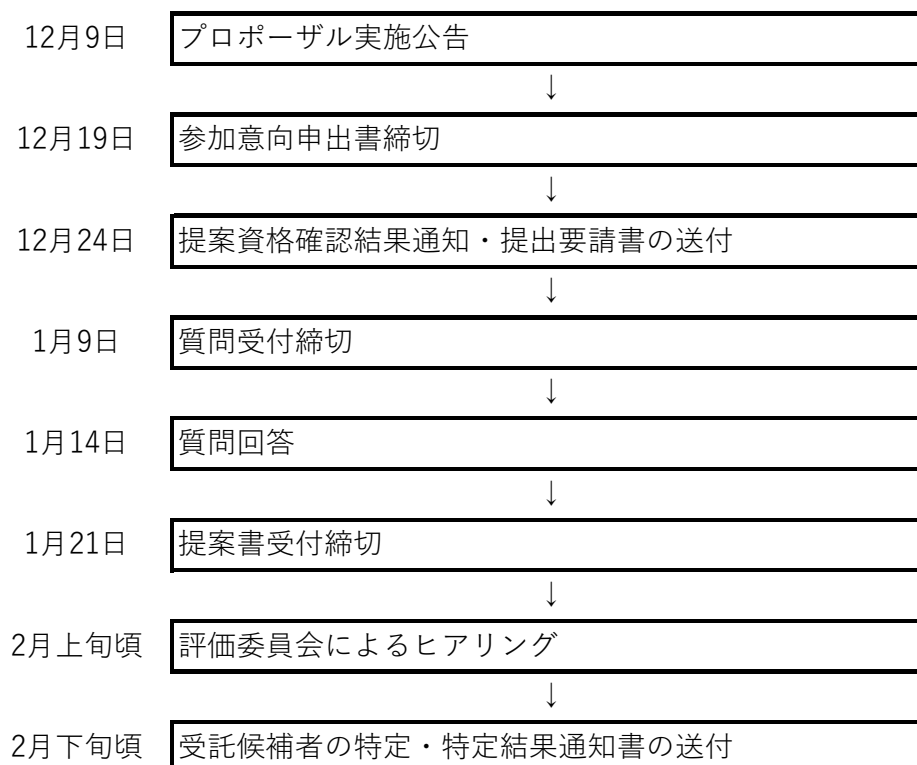 12月9日 プロポーザル実施公告
↓
12月19日 参加意向申出書締切
↓
12月24日 提案資格確認結果通知・提出要請書の送付
↓
1月9日 質問受付締切
↓
1月14日 質問回答
↓
1月21日 提案書受付締切
↓
2月上旬頃 評価委員会によるヒアリング
↓
2月下旬頃 受託候補者の特定・特定結果通知書の送付